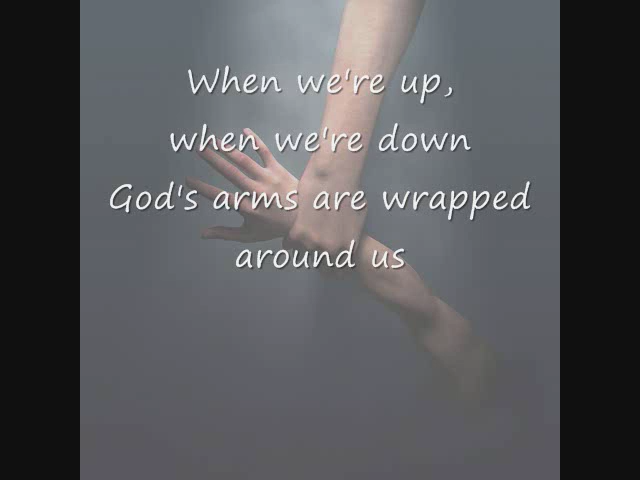 When we're up,
when we're down
God's arms are wrapped
around us